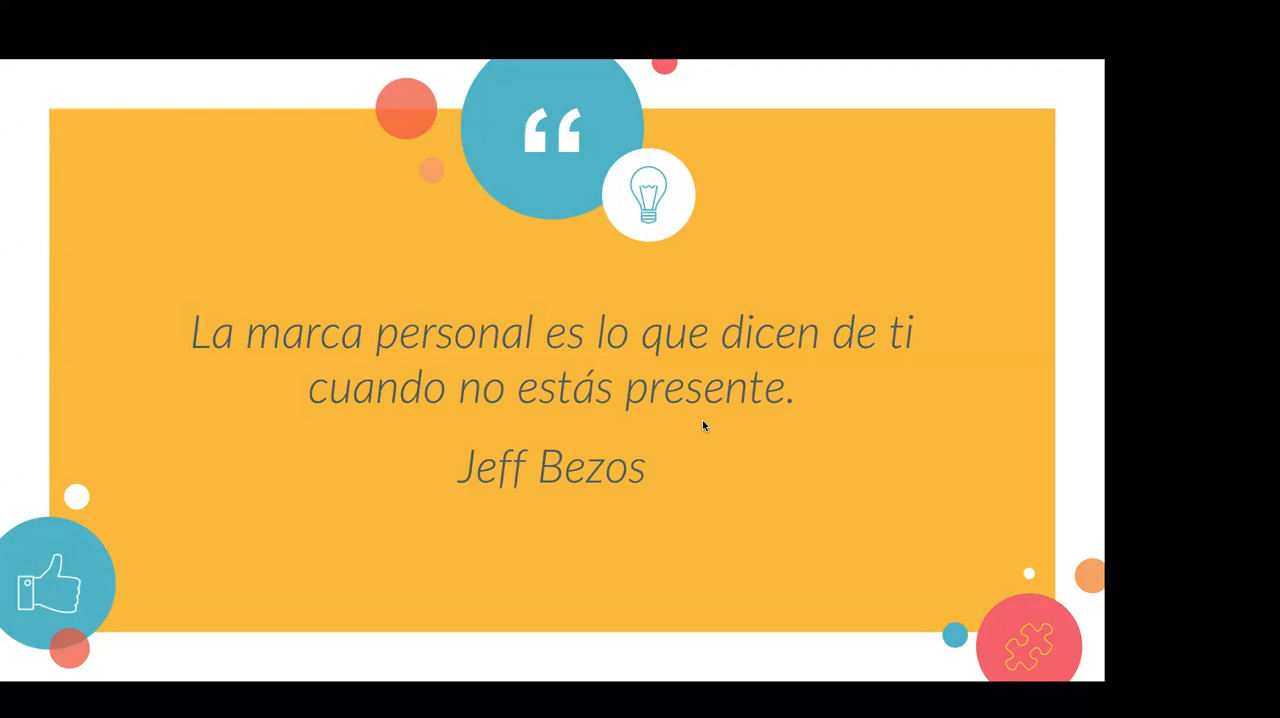 “
La marca personal es lo que dicen de ti
cuando no estás presente.
Jeff Bezos